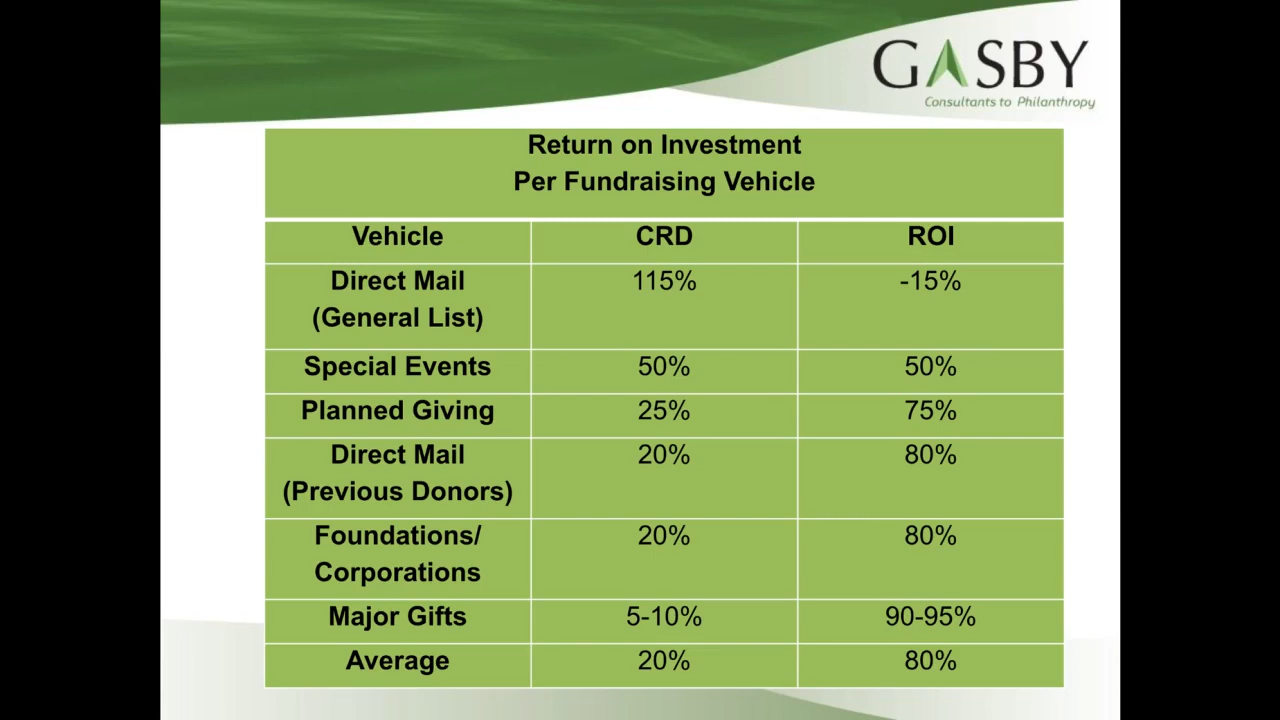 GASBY
Consultants to Philanthropy
Return on Investment
Per Fundraising Vehicle
Vehicle CRD ROI
Direct Mail 115% -15%
(General List)
Special Events 50% 50%
Planned Giving 25% 75%
Direct Mail 20% 80%
(Previous Donors)
Foundations/ 20% 80%
Corporations
Major Gifts 5-10% 90-95%
Average 20% 80%